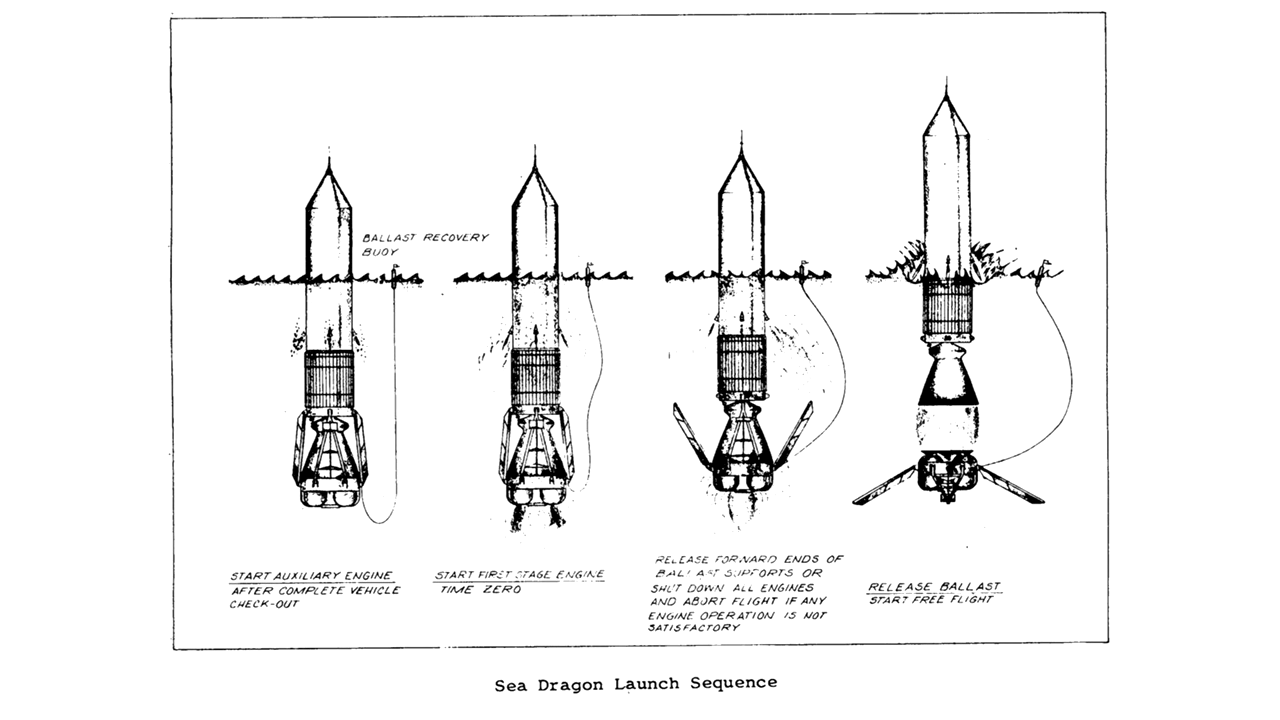 BALLAST RECOVERY
BUOY
START AUXILIARY ENGINE
AFTER COMPLETE VEHICLE
CHECK-OUT
START FIRST STAGE ENGINE
TIME ZERO
RELEASE FORWARD ENDS OF
BALLAST SUPPORTS OR
SHUT DOWN ALL ENGINES
AND ABORT FLIGHT IF ANY
ENGINE OPERATION IS NOT
SATISFACTORY
RELEASE BALLAST
START FREE FLIGHT
Sea Dragon Launch Sequence